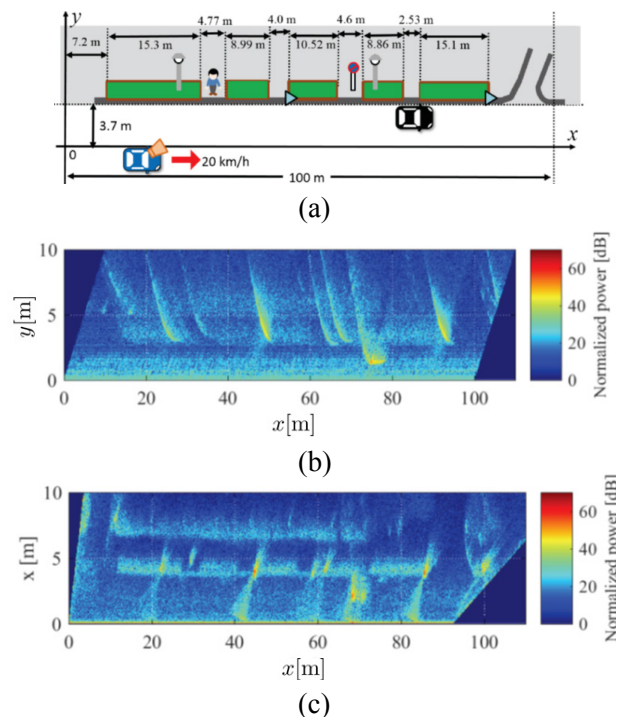 y
4.77 m 4.0 m 4.6 m 2.53 m
7.2 m 15.3 m 8.99 m 10.52 m 8.86 m 15.1 m
3.7 m
0 20 km/h x
100 m
(a)
10
5
0
y[m]
0 20 40 60 80 100
x[m]
60
40
20
0
Normalized power [dB]
(b)
10
5
0
x [m]
0 20 40 60 80 100
x[m]
60
40
20
0
Normalized power [dB]
(c)